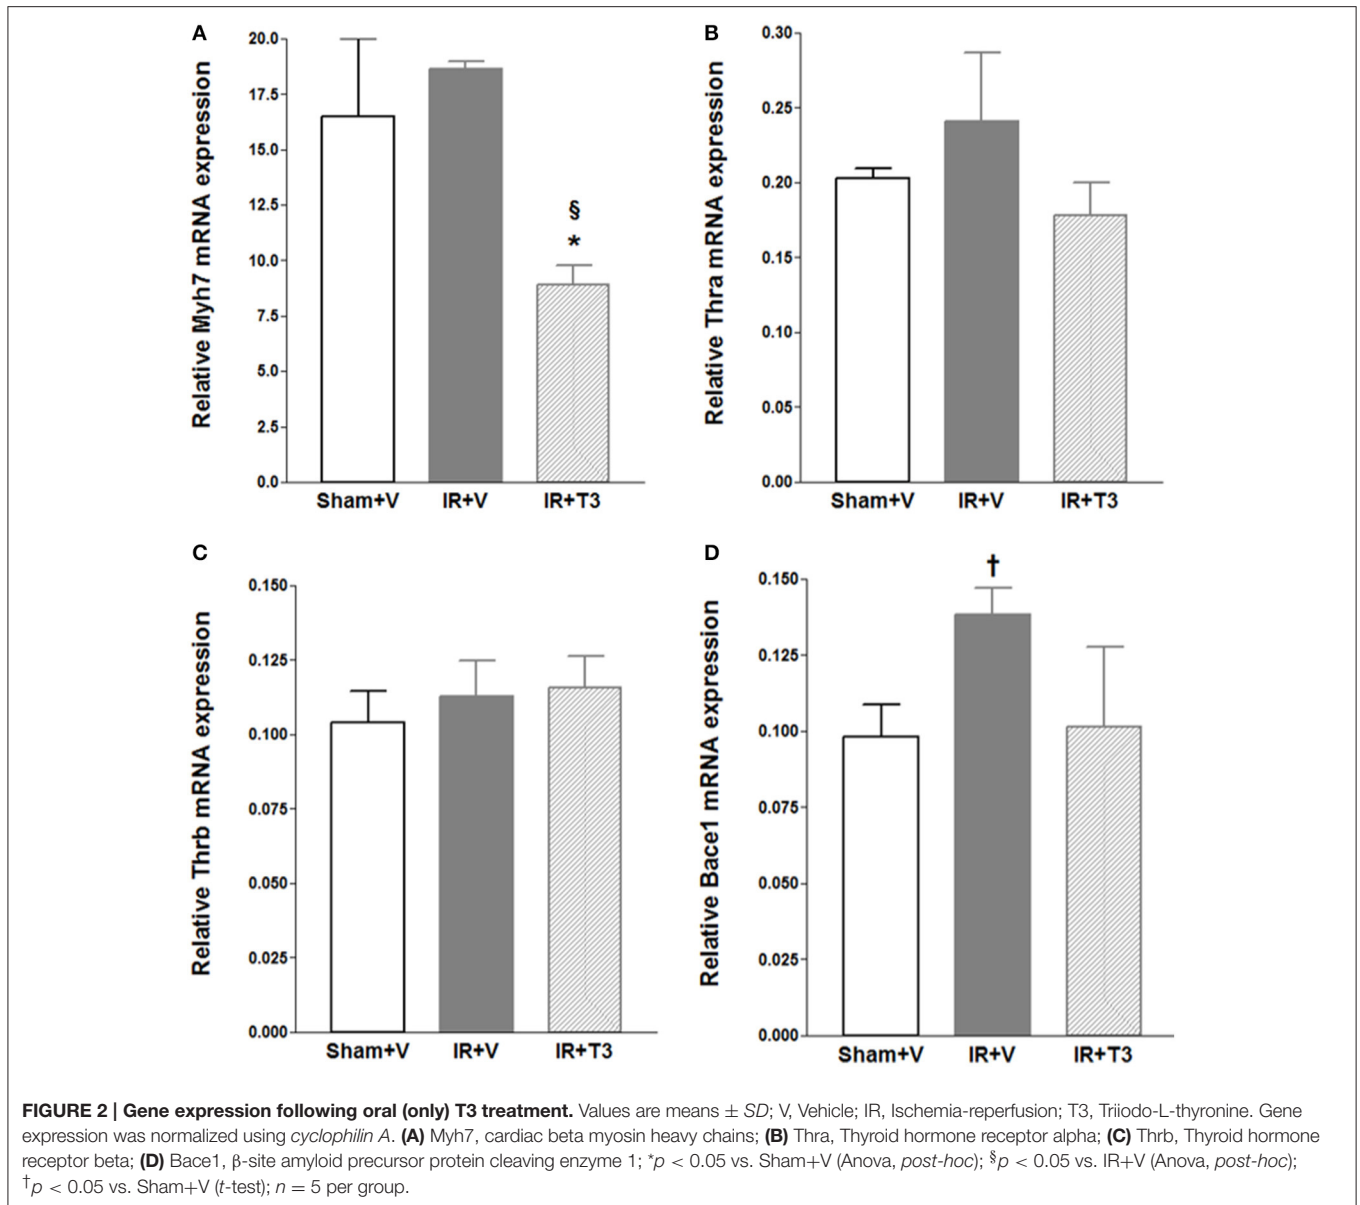 A
Relative Myh7 mRNA expression
20.0
17.5
15.0
12.5
10.0
7.5
5.0
2.5
0.0
§
*
Sham+V IR+V IR+T3
B
Relative Thra mRNA expression
0.30
0.25
0.20
0.15
0.10
0.05
0.00
Sham+V IR+V IR+T3
C
Relative Thrb mRNA expression
0.150
0.125
0.100
0.075
0.050
0.025
0.000
Sham+V IR+V IR+T3
D
Relative Bace1 mRNA expression
0.150
0.125
0.100
0.075
0.050
0.025
0.000
†
Sham+V IR+V IR+T3
FIGURE 2 | Gene expression following oral (only) T3 treatment. Values are means ± SD; V, Vehicle; IR, Ischemia-reperfusion; T3, Triiodo-L-thyronine. Gene
expression was normalized using cyclophilin A. (A) Myh7, cardiac beta myosin heavy chains; (B) Thra, Thyroid hormone receptor alpha; (C) Thrb, Thyroid hormone
receptor beta; (D) Bace1, β-site amyloid precursor protein cleaving enzyme 1; *p < 0.05 vs. Sham+V (Anova, post-hoc); §p < 0.05 vs. IR+V (Anova, post-hoc);
†p < 0.05 vs. Sham+V (t-test); n = 5 per group.